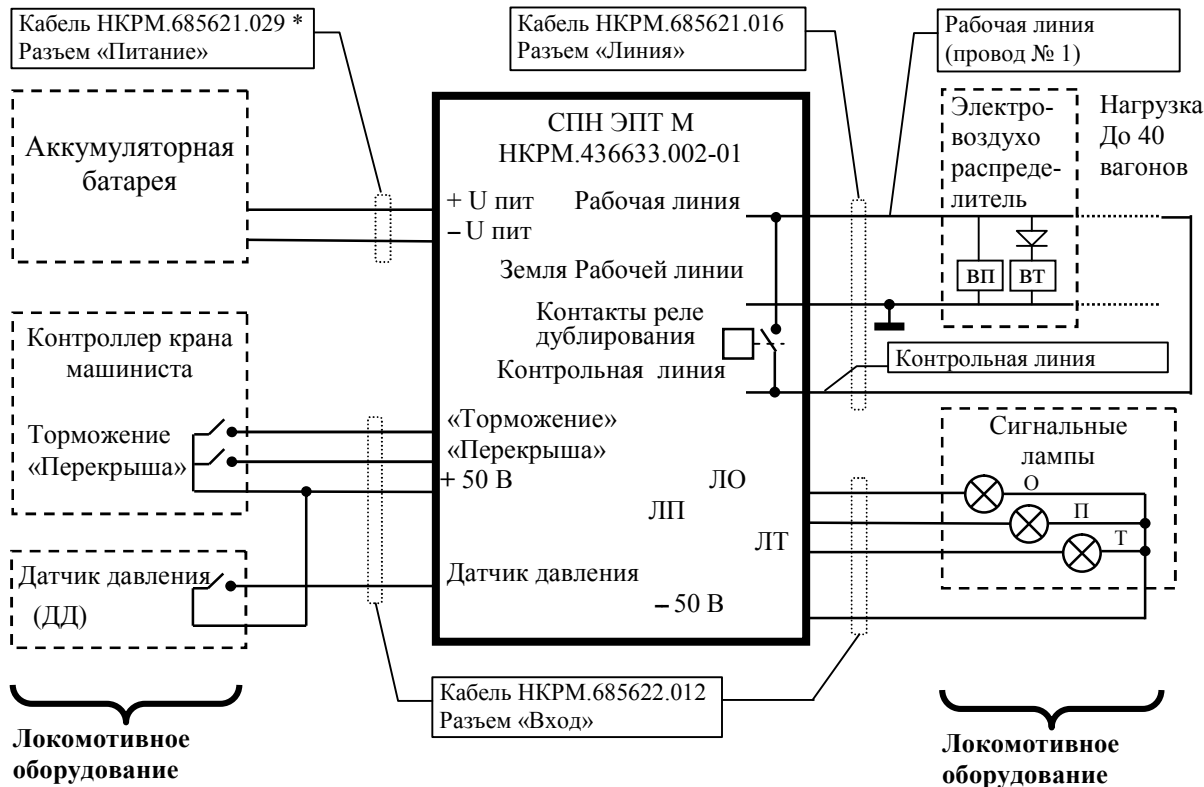 Кабель НКРМ.685621.029 *
Разъем «Питание»
Кабель НКРМ.685621.016
Разъем «Линия»
Рабочая линия
(провод № 1)
Аккумуляторная
батарея
СПН ЭПТ М
НКРМ.436633.002-01
+ U пит
– U пит
Рабочая линия
Земля Рабочей линии
Контакты реле
дублирования
Контрольная линия
Электро-
воздухо
распреде-
литель
Нагрузка
До 40
вагонов
ВП
ВТ
Контрольная линия
Контроллер крана
машиниста
Торможение
«Перекрыша»
«Торможение»
«Перекрыша»
+ 50 В
ЛО
ЛП
ЛТ
Сигнальные
лампы
О
П
Т
Датчик давления
(ДД)
Датчик давления
– 50 В
Кабель НКРМ.685622.012
Разъем «Вход»
Локомотивное
оборудование
Локомотивное
оборудование